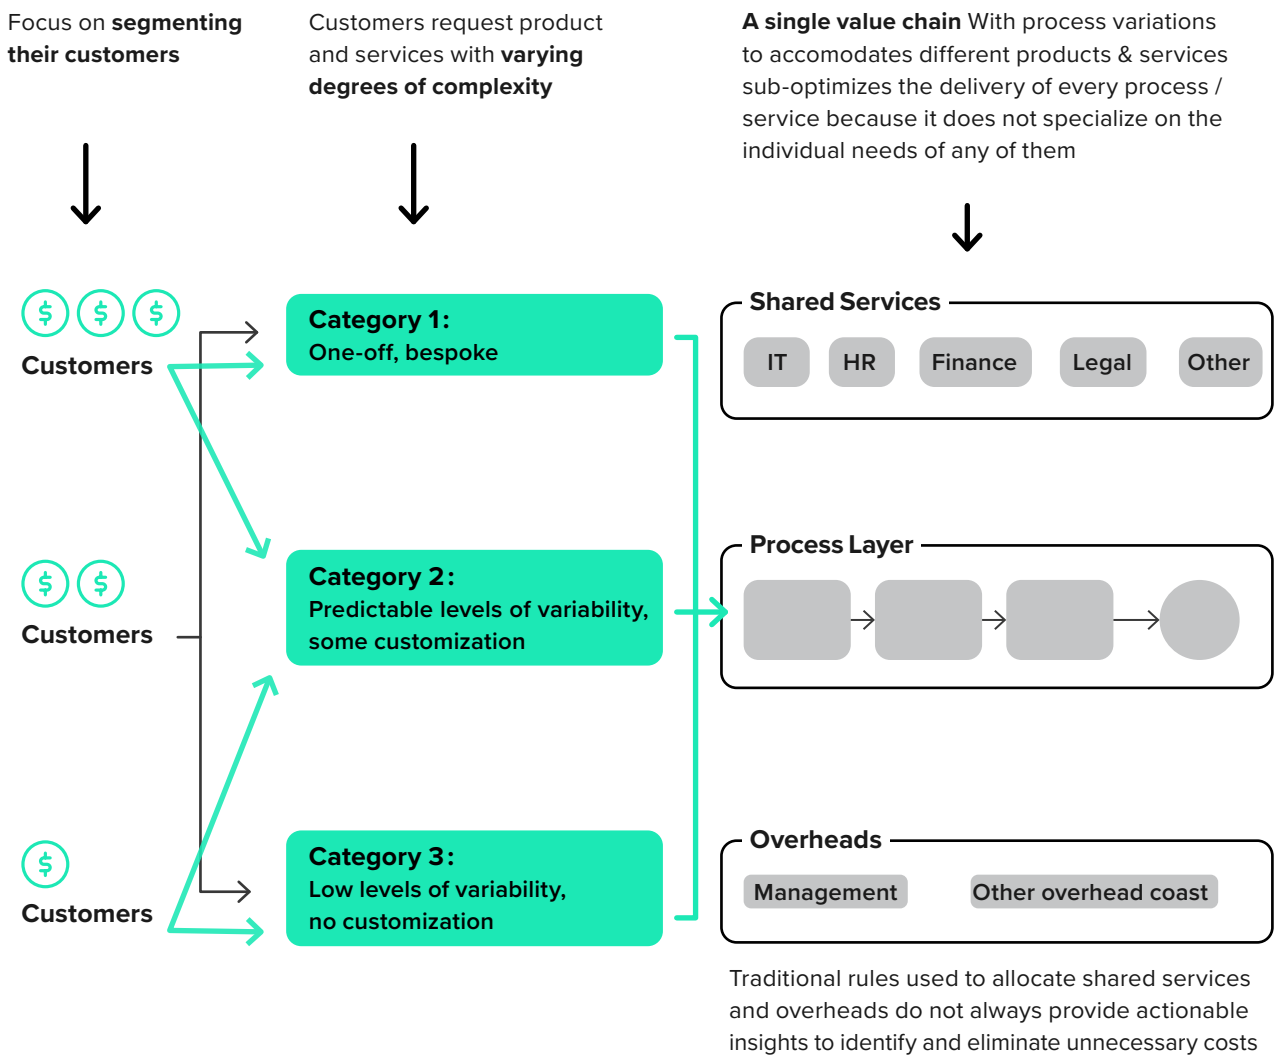 Focus on segmenting
their customers
Customers request product
and services with varying
degrees of complexity
A single value chain With process variations
to accomodates different products & services
sub-optimizes the delivery of every process /
service because it does not specialize on the
individual needs of any of them
$ $ $
Customers
Category 1:
One-off, bespoke
Shared Services
IT HR Finance Legal Other
$ $
Customers
Category 2:
Predictable levels of variability,
some customization
Process Layer
$
Customers
Category 3:
Low levels of variability,
no customization
Overheads
Management Other overhead coast
Traditional rules used to allocate shared services
and overheads do not always provide actionable
insights to identify and eliminate unnecessary costs